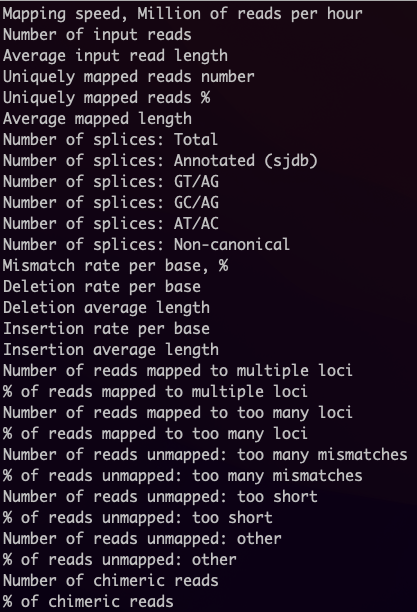 Mapping speed, Million of reads per hour
Number of input reads
Average input read length
Uniquely mapped reads number
Uniquely mapped reads %
Average mapped length
Number of splices: Total
Number of splices: Annotated (sjdb)
Number of splices: GT/AG
Number of splices: GC/AG
Number of splices: AT/AC
Number of splices: Non-canonical
Mismatch rate per base, %
Deletion rate per base
Deletion average length
Insertion rate per base
Insertion average length
Number of reads mapped to multiple loci
% of reads mapped to multiple loci
Number of reads mapped to too many loci
% of reads mapped to too many loci
Number of reads unmapped: too many mismatches
% of reads unmapped: too many mismatches
Number of reads unmapped: too short
% of reads unmapped: too short
Number of reads unmapped: other
% of reads unmapped: other
Number of chimeric reads
% of chimeric reads